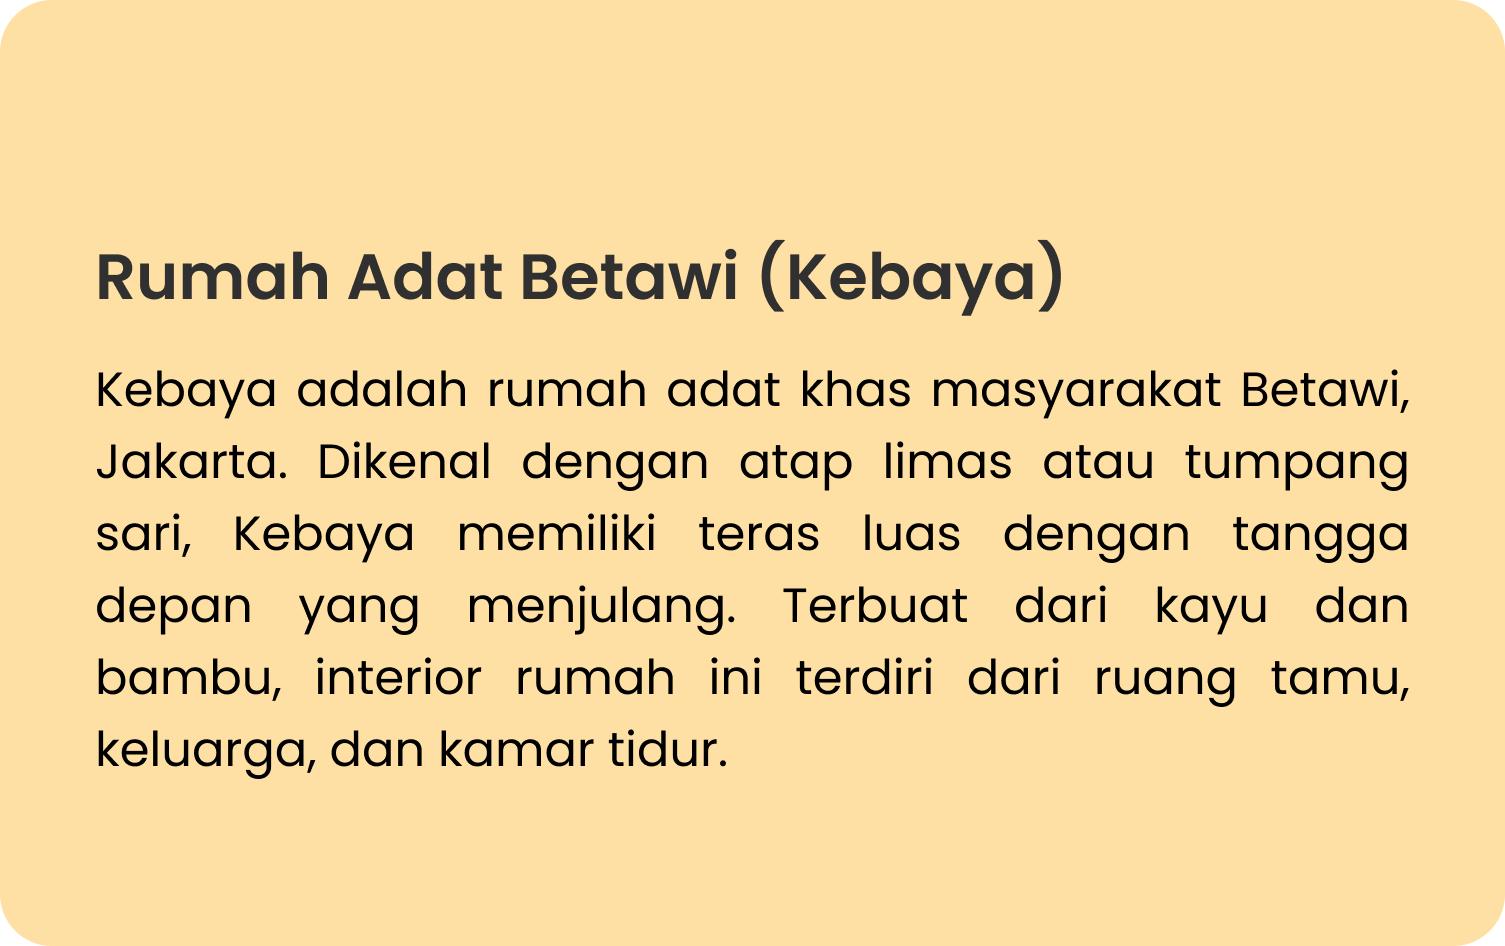 Rumah Adat Betawi (Kebaya)
Kebaya adalah rumah adat khas masyarakat Betawi,
Jakarta. Dikenal dengan atap limas atau tumpang
sari, Kebaya memiliki teras luas dengan tangga
depan yang menjulang. Terbuat dari kayu dan
bambu, interior rumah ini terdiri dari ruang tamu,
keluarga, dan kamar tidur.